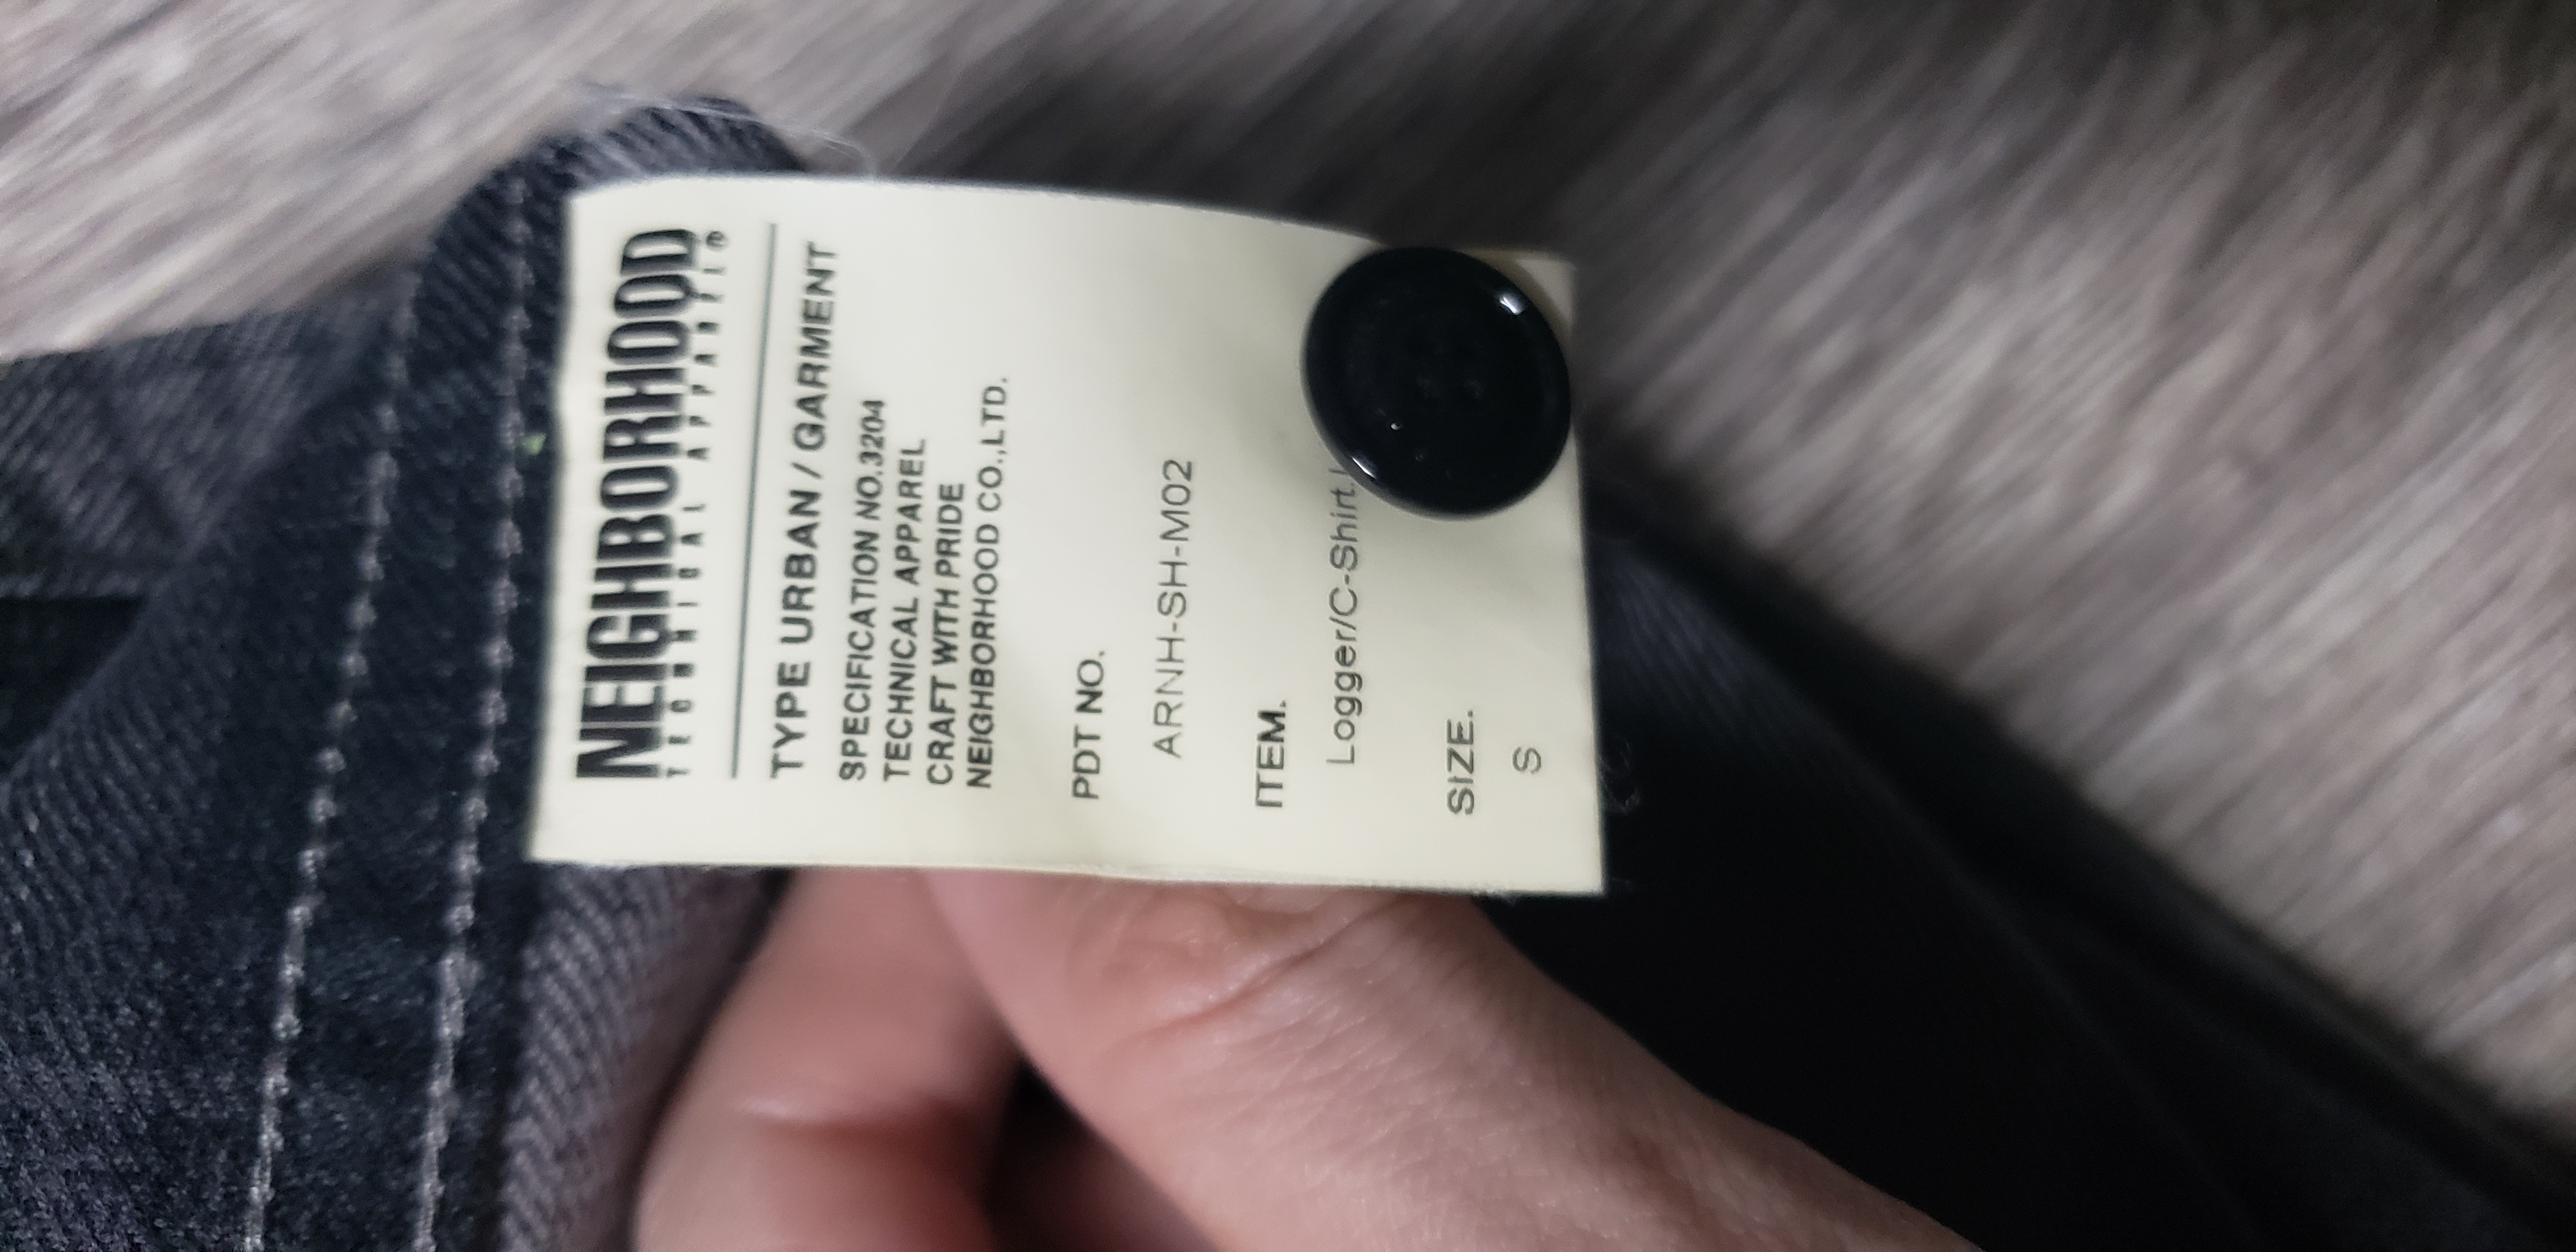 NEIGHBORHOOD
TECHNICAL APPAREL®
TYPE URBAN / GARMENT
SPECIFICATION NO.3204
TECHNICAL APPAREL
CRAFT WITH PRIDE
NEIGHBORHOOD CO.,LTD.
PDT NO.
ARNH-SH-M02
ITEM.
Logger/C-Shirt.
SIZE.
S